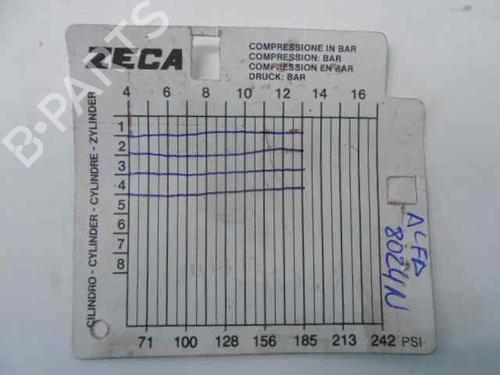 ZECA
COMPRESSIONE IN BAR
COMPRESSION: BAR
COMPRESSION EN BAR
DRUCK: BAR
4 6 8 10 12 14 16
CILINDRO - CYLINDER - CYLINDRE - ZYLINDER
1
2
3
4
5
6
7
8
71 100 128 156 185 213 242 PSI
ALFA
8024N
B-PARTS